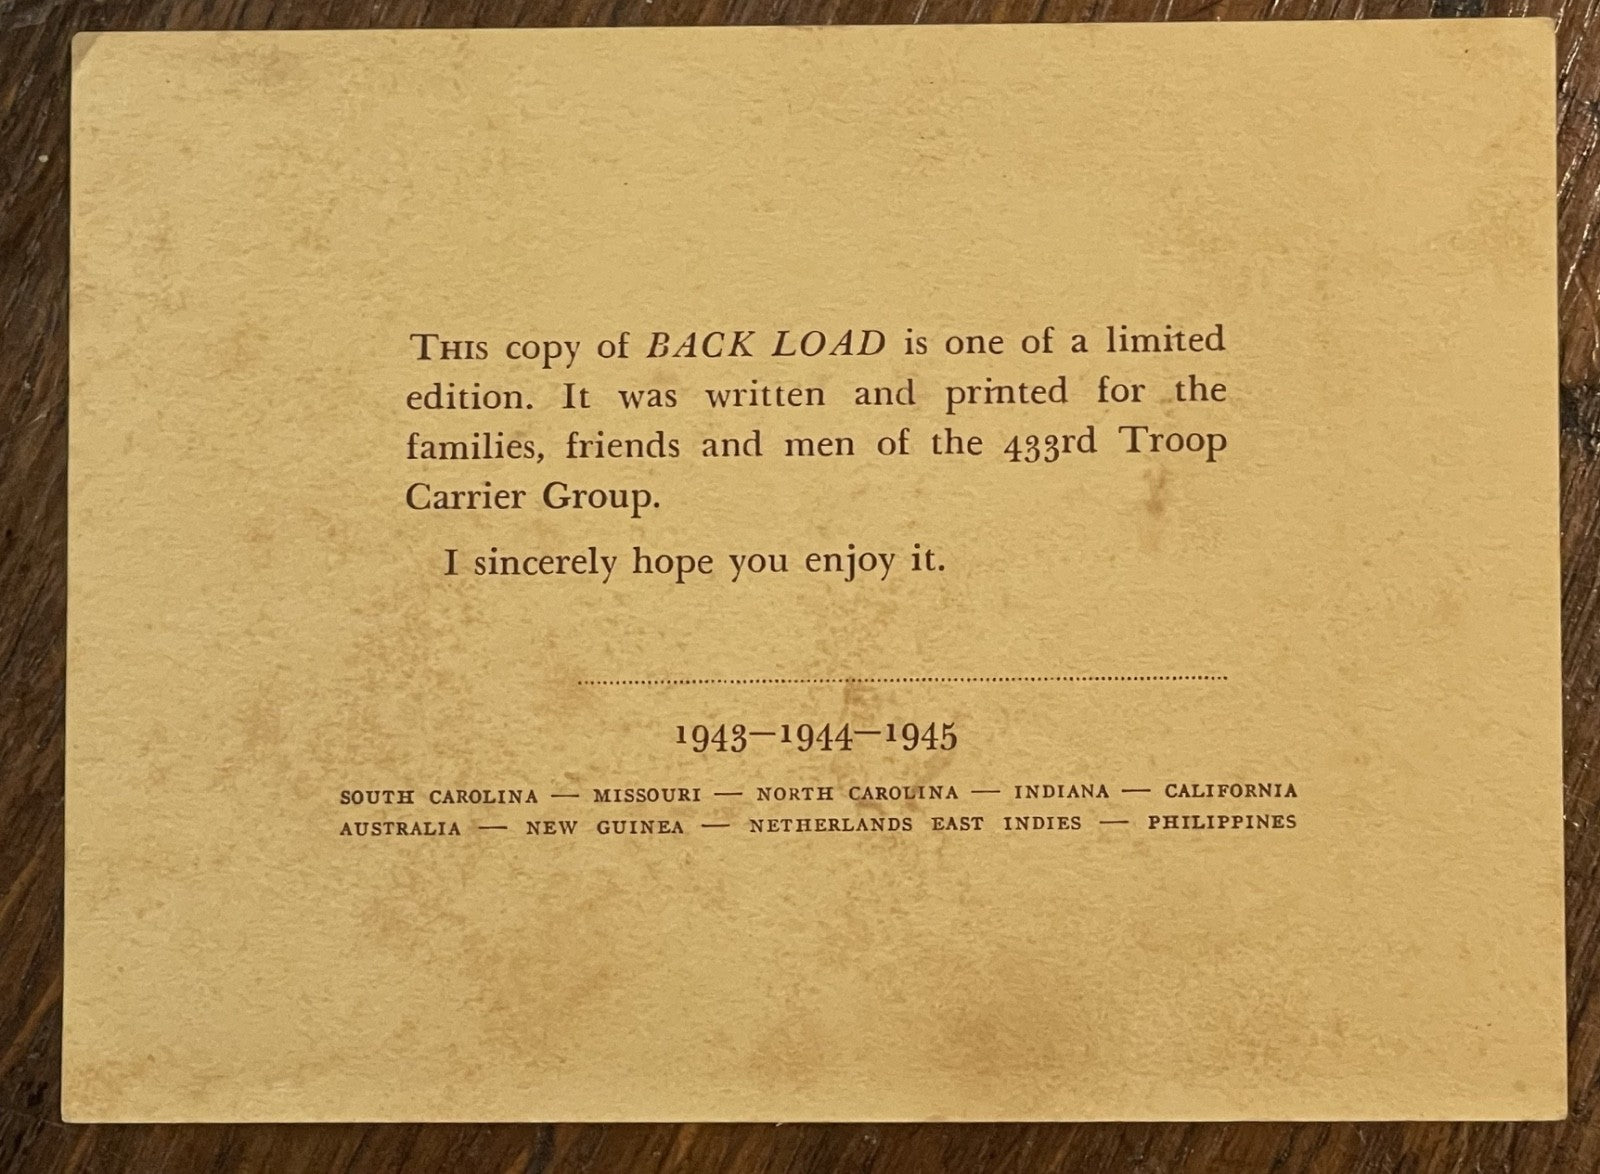 THIS copy of BACK LOAD is one of a limited
edition. It was written and printed for the
families, friends and men of the 433rd Troop
Carrier Group.
I sincerely hope you enjoy it.
1943—1944—1945
SOUTH CAROLINA — MISSOURI — NORTH CAROLINA — INDIANA — CALIFORNIA
AUSTRALIA — NEW GUINEA — NETHERLANDS EAST INDIES — PHILIPPINES